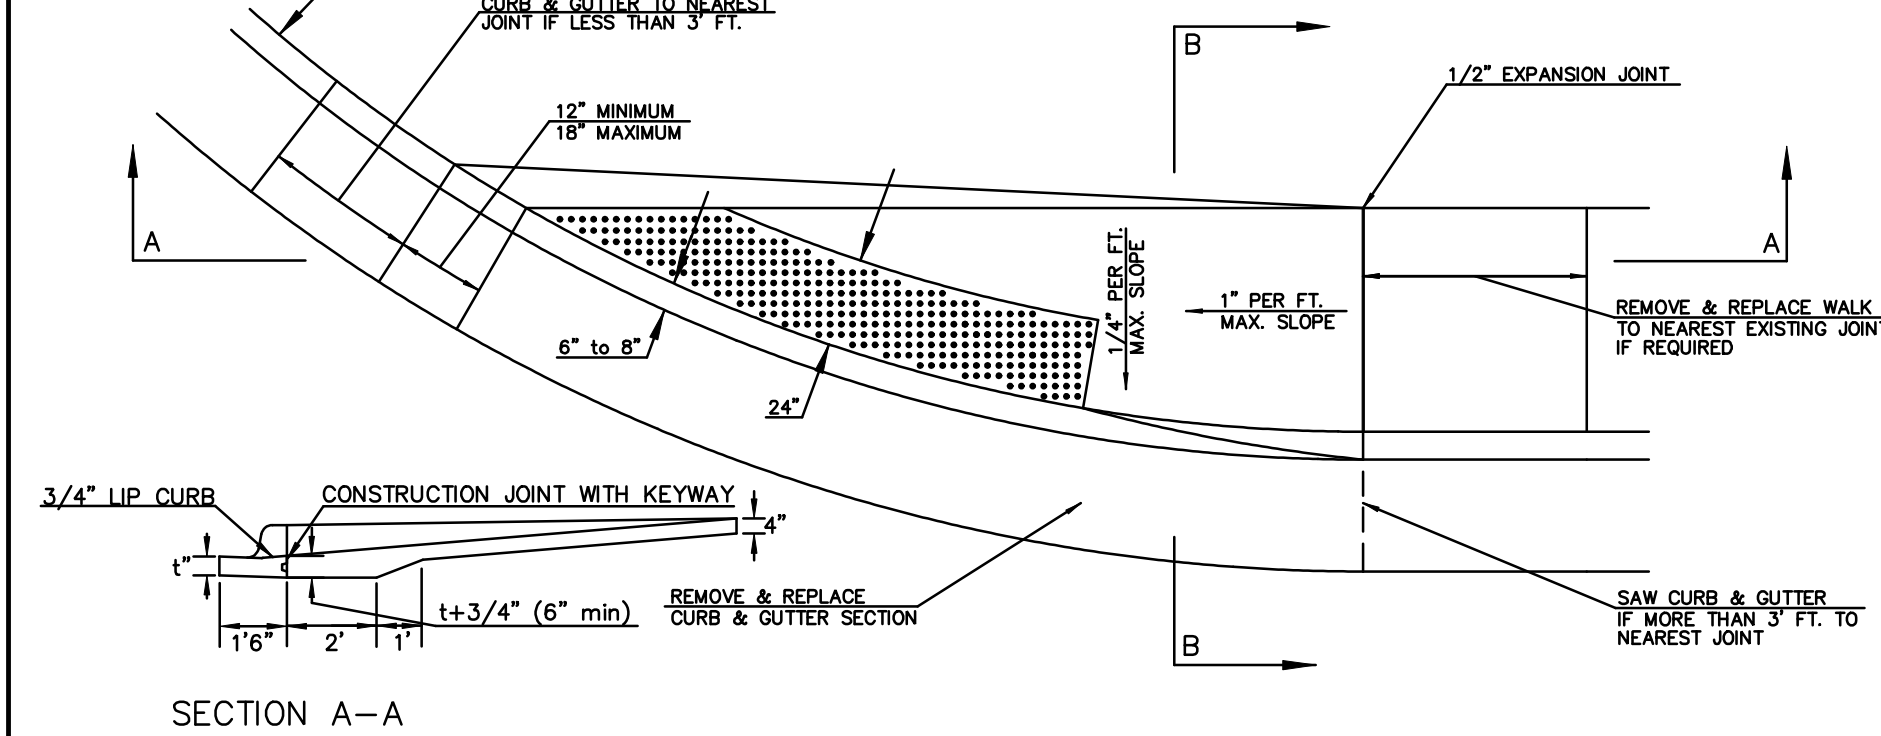 CURB & GUTTER TO NEAREST
JOINT IF LESS THAN 3' FT.
B
1/2" EXPANSION JOINT
12" MINIMUM
18" MAXIMUM
A
A
1/4" PER FT.
MAX. SLOPE
1" PER FT.
MAX. SLOPE
REMOVE & REPLACE WALK
TO NEAREST EXISTING JOINT
IF REQUIRED
6" to 8"
24"
3/4" LIP CURB
CONSTRUCTION JOINT WITH KEYWAY
4"
t"
t+3/4" (6" min)
1'6"
2'
1'
REMOVE & REPLACE
CURB & GUTTER SECTION
SAW CURB & GUTTER
IF MORE THAN 3' FT. TO
NEAREST JOINT
B
SECTION A-A